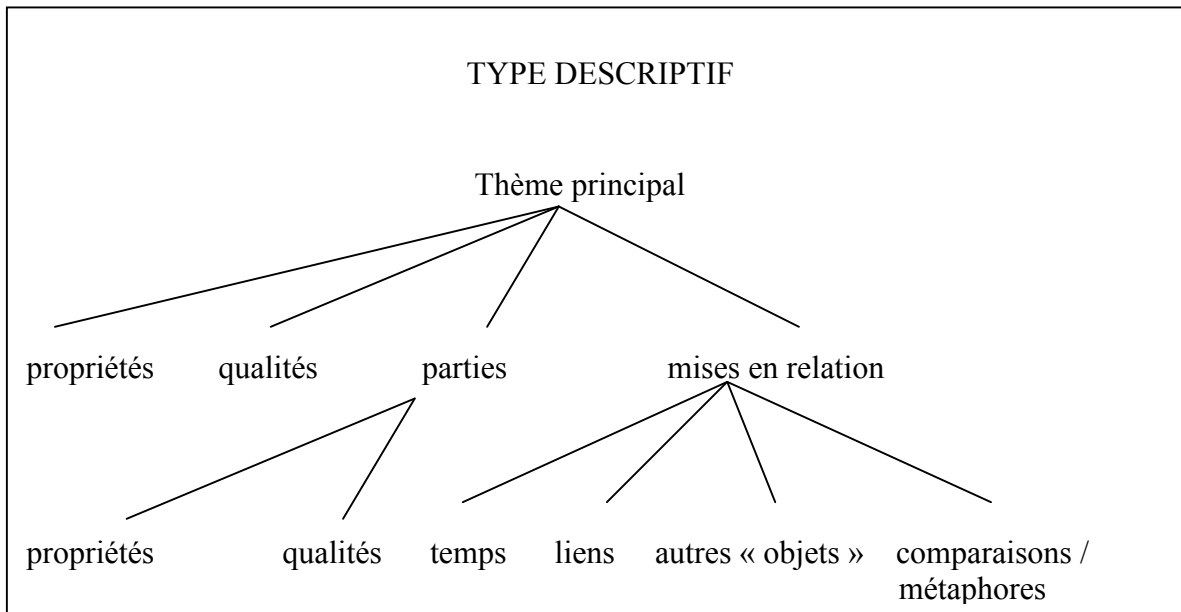 TYPE DESCRIPTIF
Thème principal
propriétés qualités parties mises en relation
propriétés qualités temps liens autres « objets » comparaisons /
métaphores